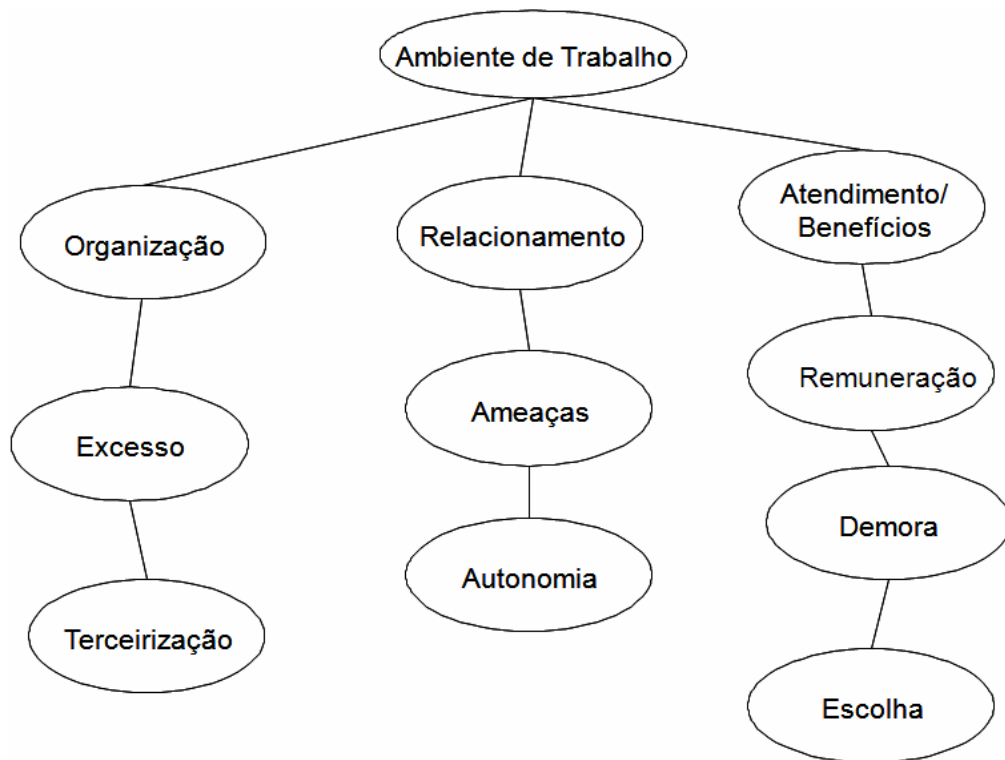 Ambiente de Trabalho
Organização
Relacionamento
Atendimento/
Benefícios
Excesso
Ameaças
Remuneração
Terceirização
Autonomia
Demora
Escolha